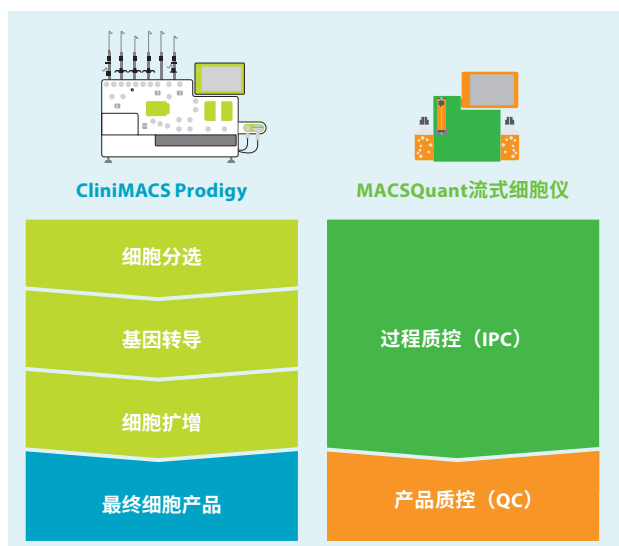 CliniMACS Prodigy
MACSQuant流式细胞仪
细胞分选
基因转导
细胞扩增
最终细胞产品
过程质控（IPC）
产品质控（QC）